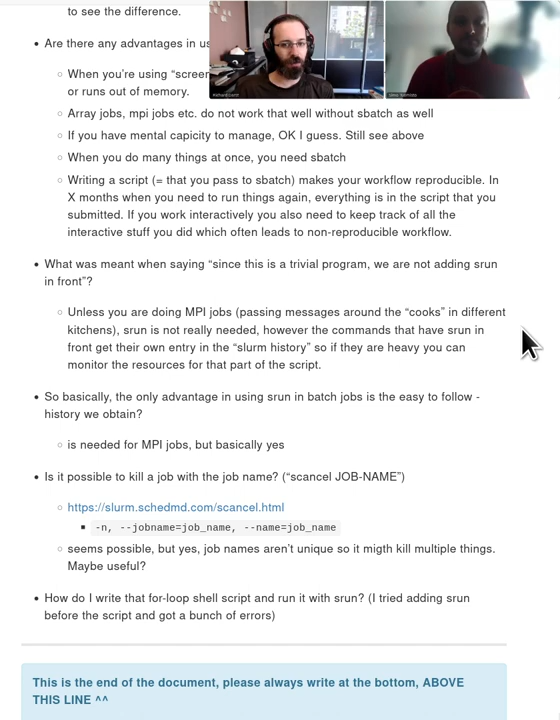 to see the difference.
Are there any advantages in us
When you're using "screen
or runs out of memory.
Array jobs, mpi jobs etc. do not work that well without sbatch as well
If you have mental capicity to manage, OK I guess. Still see above
When you do many things at once, you need sbatch
Writing a script (= that you pass to sbatch) makes your workflow reproducible. In
X months when you need to run things again, everything is in the script that you
submitted. If you work interactively you also need to keep track of all the
interactive stuff you did which often leads to non-reproducible workflow.
What was meant when saying "since this is a trivial program, we are not adding srun
in front"?
Unless you are doing MPI jobs (passing messages around the "cooks" in different
kitchens), srun is not really needed, however the commands that have srun in
front get their own entry in the "slurm history" so if they are heavy you can
monitor the resources for that part of the script.
So basically, the only advantage in using srun in batch jobs is the easy to follow -
history we obtain?
is needed for MPI jobs, but basically yes
Is it possible to kill a job with the job name? ("scancel JOB-NAME")
https://slurm.schedmd.com/scancel.html
-n, --jobname=job_name, --name=job_name
seems possible, but yes, job names aren't unique so it migth kill multiple things.
Maybe useful?
How do I write that for-loop shell script and run it with srun? (I tried adding srun
before the script and got a bunch of errors)
This is the end of the document, please always write at the bottom, ABOVE
THIS LINE ^^